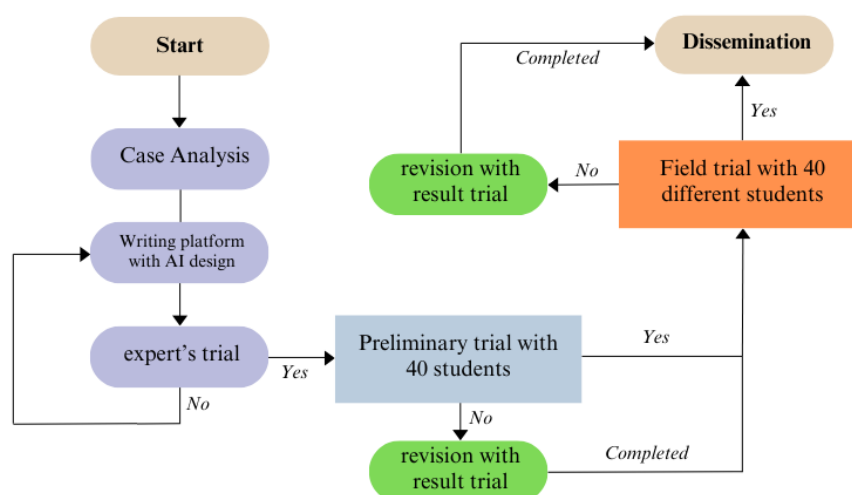 Start
Case Analysis
Writing platform
with AI design
expert's trial
No
Yes
Preliminary trial with
40 students
No
revision with
result trial
Completed
Yes
Field trial with 40
different students
No
revision with
result trial
Completed
Yes
Dissemination